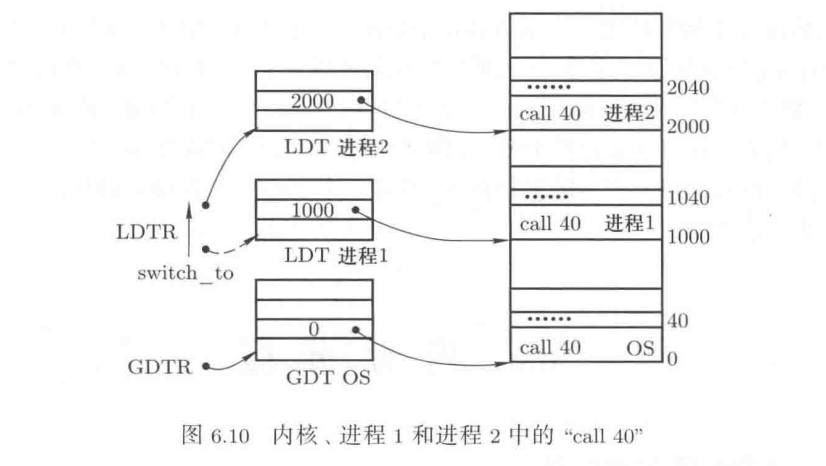 2040
2000
call 40 进程2
2000
LDT 进程2
1040
1000
call 40 进程1
1000
LDTR
LDT 进程1
switch_to
40
0
call 40 OS
0
GDTR
GDT OS
图 6.10 内核、进程 1 和进程 2 中的 “call 40”